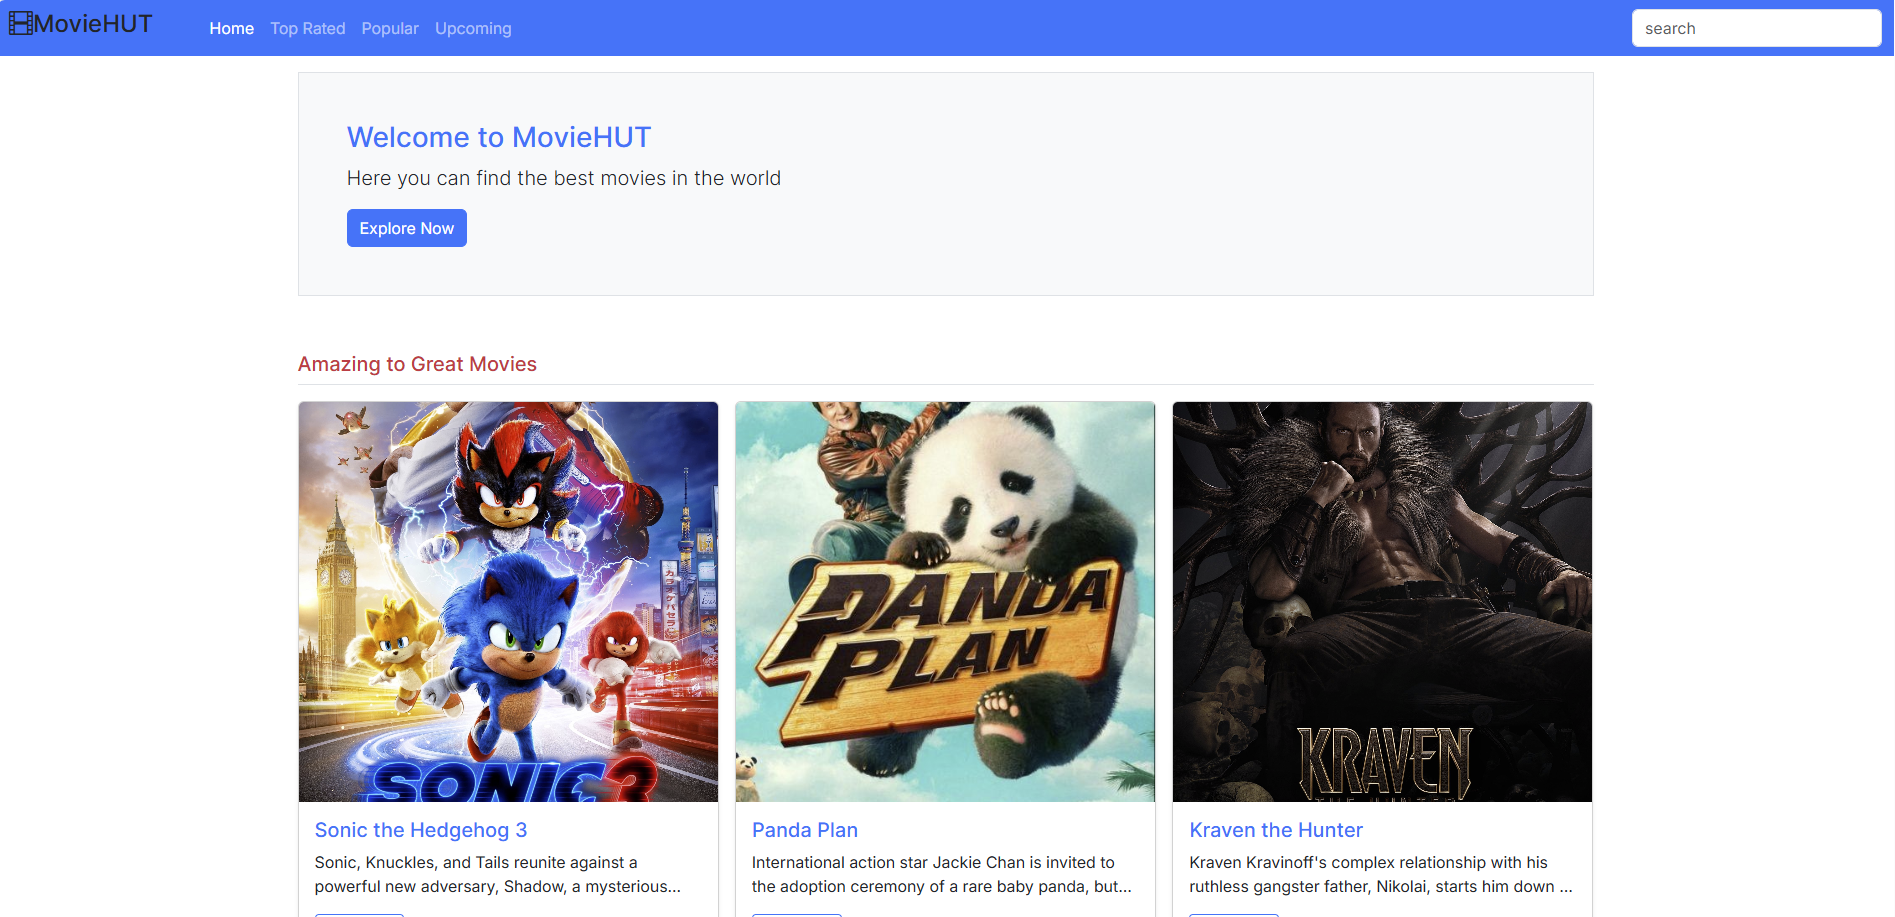 MovieHUT
Home Top Rated Popular Upcoming
search
Welcome to MovieHUT
Here you can find the best movies in the world
Explore Now
Amazing to Great Movies
SONIC 3
PANDA
PLAN
KRAVEN
Sonic the Hedgehog 3
Sonic, Knuckles, and Tails reunite against a
powerful new adversary, Shadow, a mysterious...
Panda Plan
International action star Jackie Chan is invited to
the adoption ceremony of a rare baby panda, but...
Kraven the Hunter
Kraven Kravinoff's complex relationship with his
ruthless gangster father, Nikolai, starts him down ...